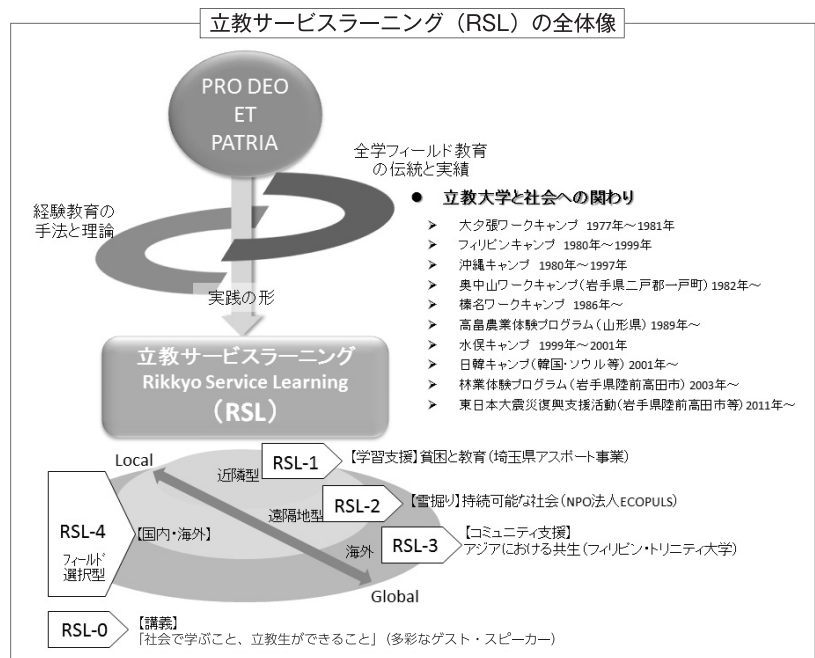 立教サービスラーニング（RSL）の全体像
PRO DEO
ET
PATRIA
全学フィールド教育
の伝統と実績
経験教育の
手法と理論
実践の形
立教サービスラーニング
Rikkyo Service Learning
（RSL）
● 立教大学と社会への関わり
➢ 大夕張ワークキャンプ 1977年～1981年
➢ フィリピンキャンプ 1980年～1999年
➢ 沖縄キャンプ 1980年～1997年
➢ 奥中山ワークキャンプ（岩手県二戸郡一戸町）1982年～
➢ 榛名ワークキャンプ 1986年～
➢ 高畠農業体験プログラム（山形県）1989年～
➢ 水俣キャンプ 1999年～2001年
➢ 日韓キャンプ（韓国・ソウル等）2001年～
➢ 林業体験プログラム（岩手県陸前高田市）2003年～
➢ 東日本大震災復興支援活動（岩手県陸前高田市等）2011年～
Local
近隣型
RSL-1
【学習支援】貧困と教育（埼玉県アスポート事業）
遠隔地型
RSL-2
【雪掘り】持続可能な社会（NPO法人ECOPULS）
海外
RSL-3
【コミュニティ支援】
アジアにおける共生（フィリピン・トリニティ大学）
Global
RSL-4
フィールド
選択型
【国内・海外】
RSL-0
【講義】
「社会で学ぶこと、立教生ができること」（多彩なゲスト・スピーカー）